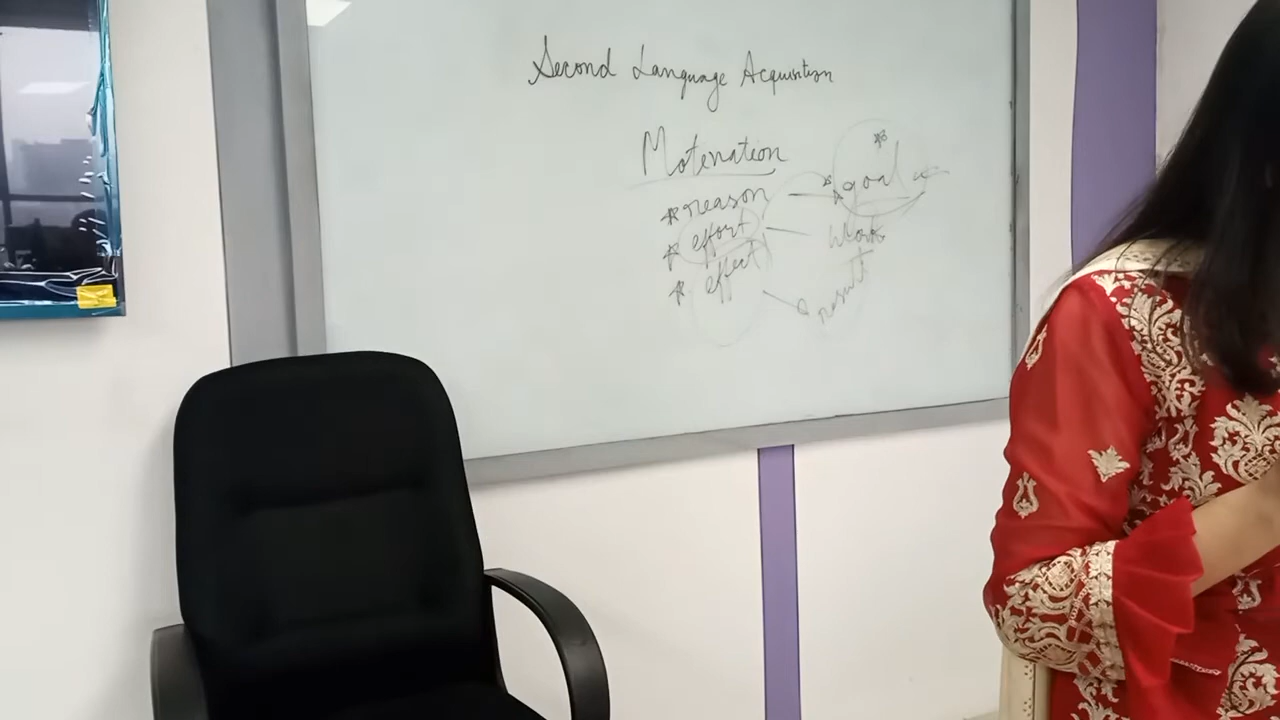 Second Language Acquisition
Motivation
* reason — * goal
* effort — work
* effect — result